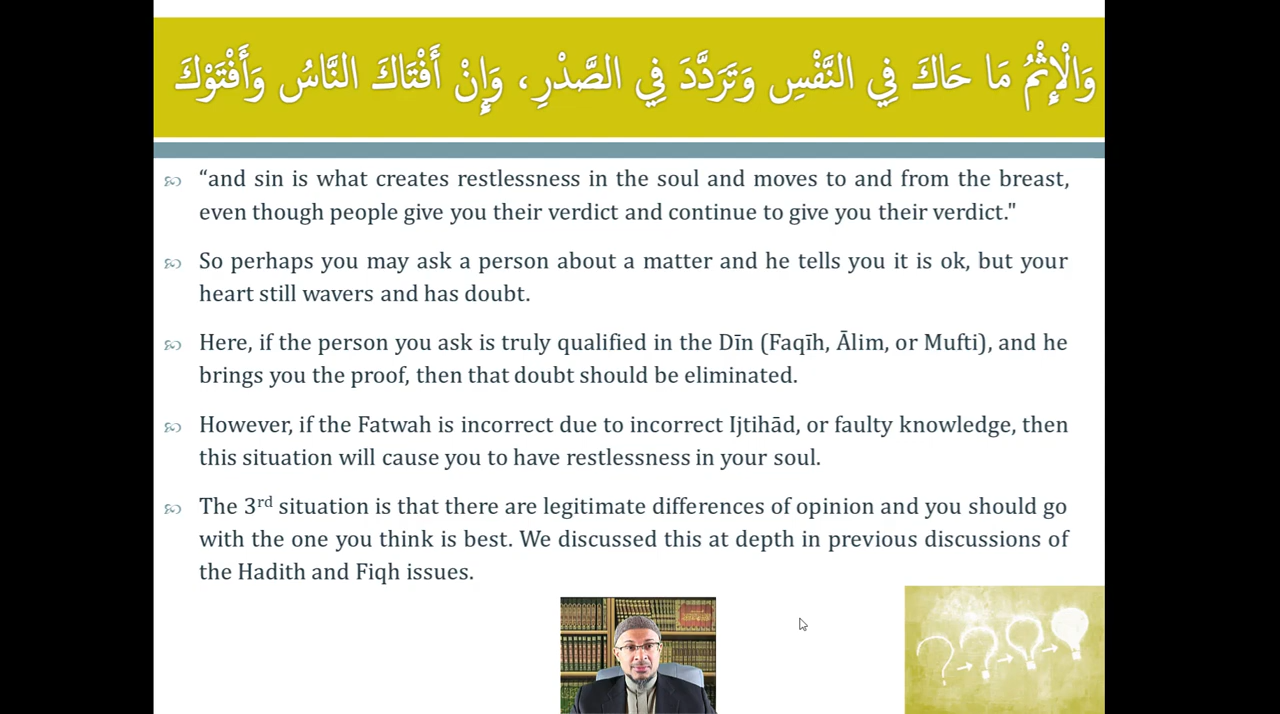 وَالْإِثْمُ مَا حَاكَ فِي النَّفْسِ وَتَرَدَّدَ فِي الصَّدْرِ، وَإِنْ أَفْتَاكَ النَّاسُ وَأَفْتَوْكَ
“and sin is what creates restlessness in the soul and moves to and from the breast,
even though people give you their verdict and continue to give you their verdict."
So perhaps you may ask a person about a matter and he tells you it is ok, but your
heart still wavers and has doubt.
Here, if the person you ask is truly qualified in the Dīn (Faqīh, Ālim, or Mufti), and he
brings you the proof, then that doubt should be eliminated.
However, if the Fatwah is incorrect due to incorrect Ijtihād, or faulty knowledge, then
this situation will cause you to have restlessness in your soul.
The 3rd situation is that there are legitimate differences of opinion and you should go
with the one you think is best. We discussed this at depth in previous discussions of
the Hadith and Fiqh issues.